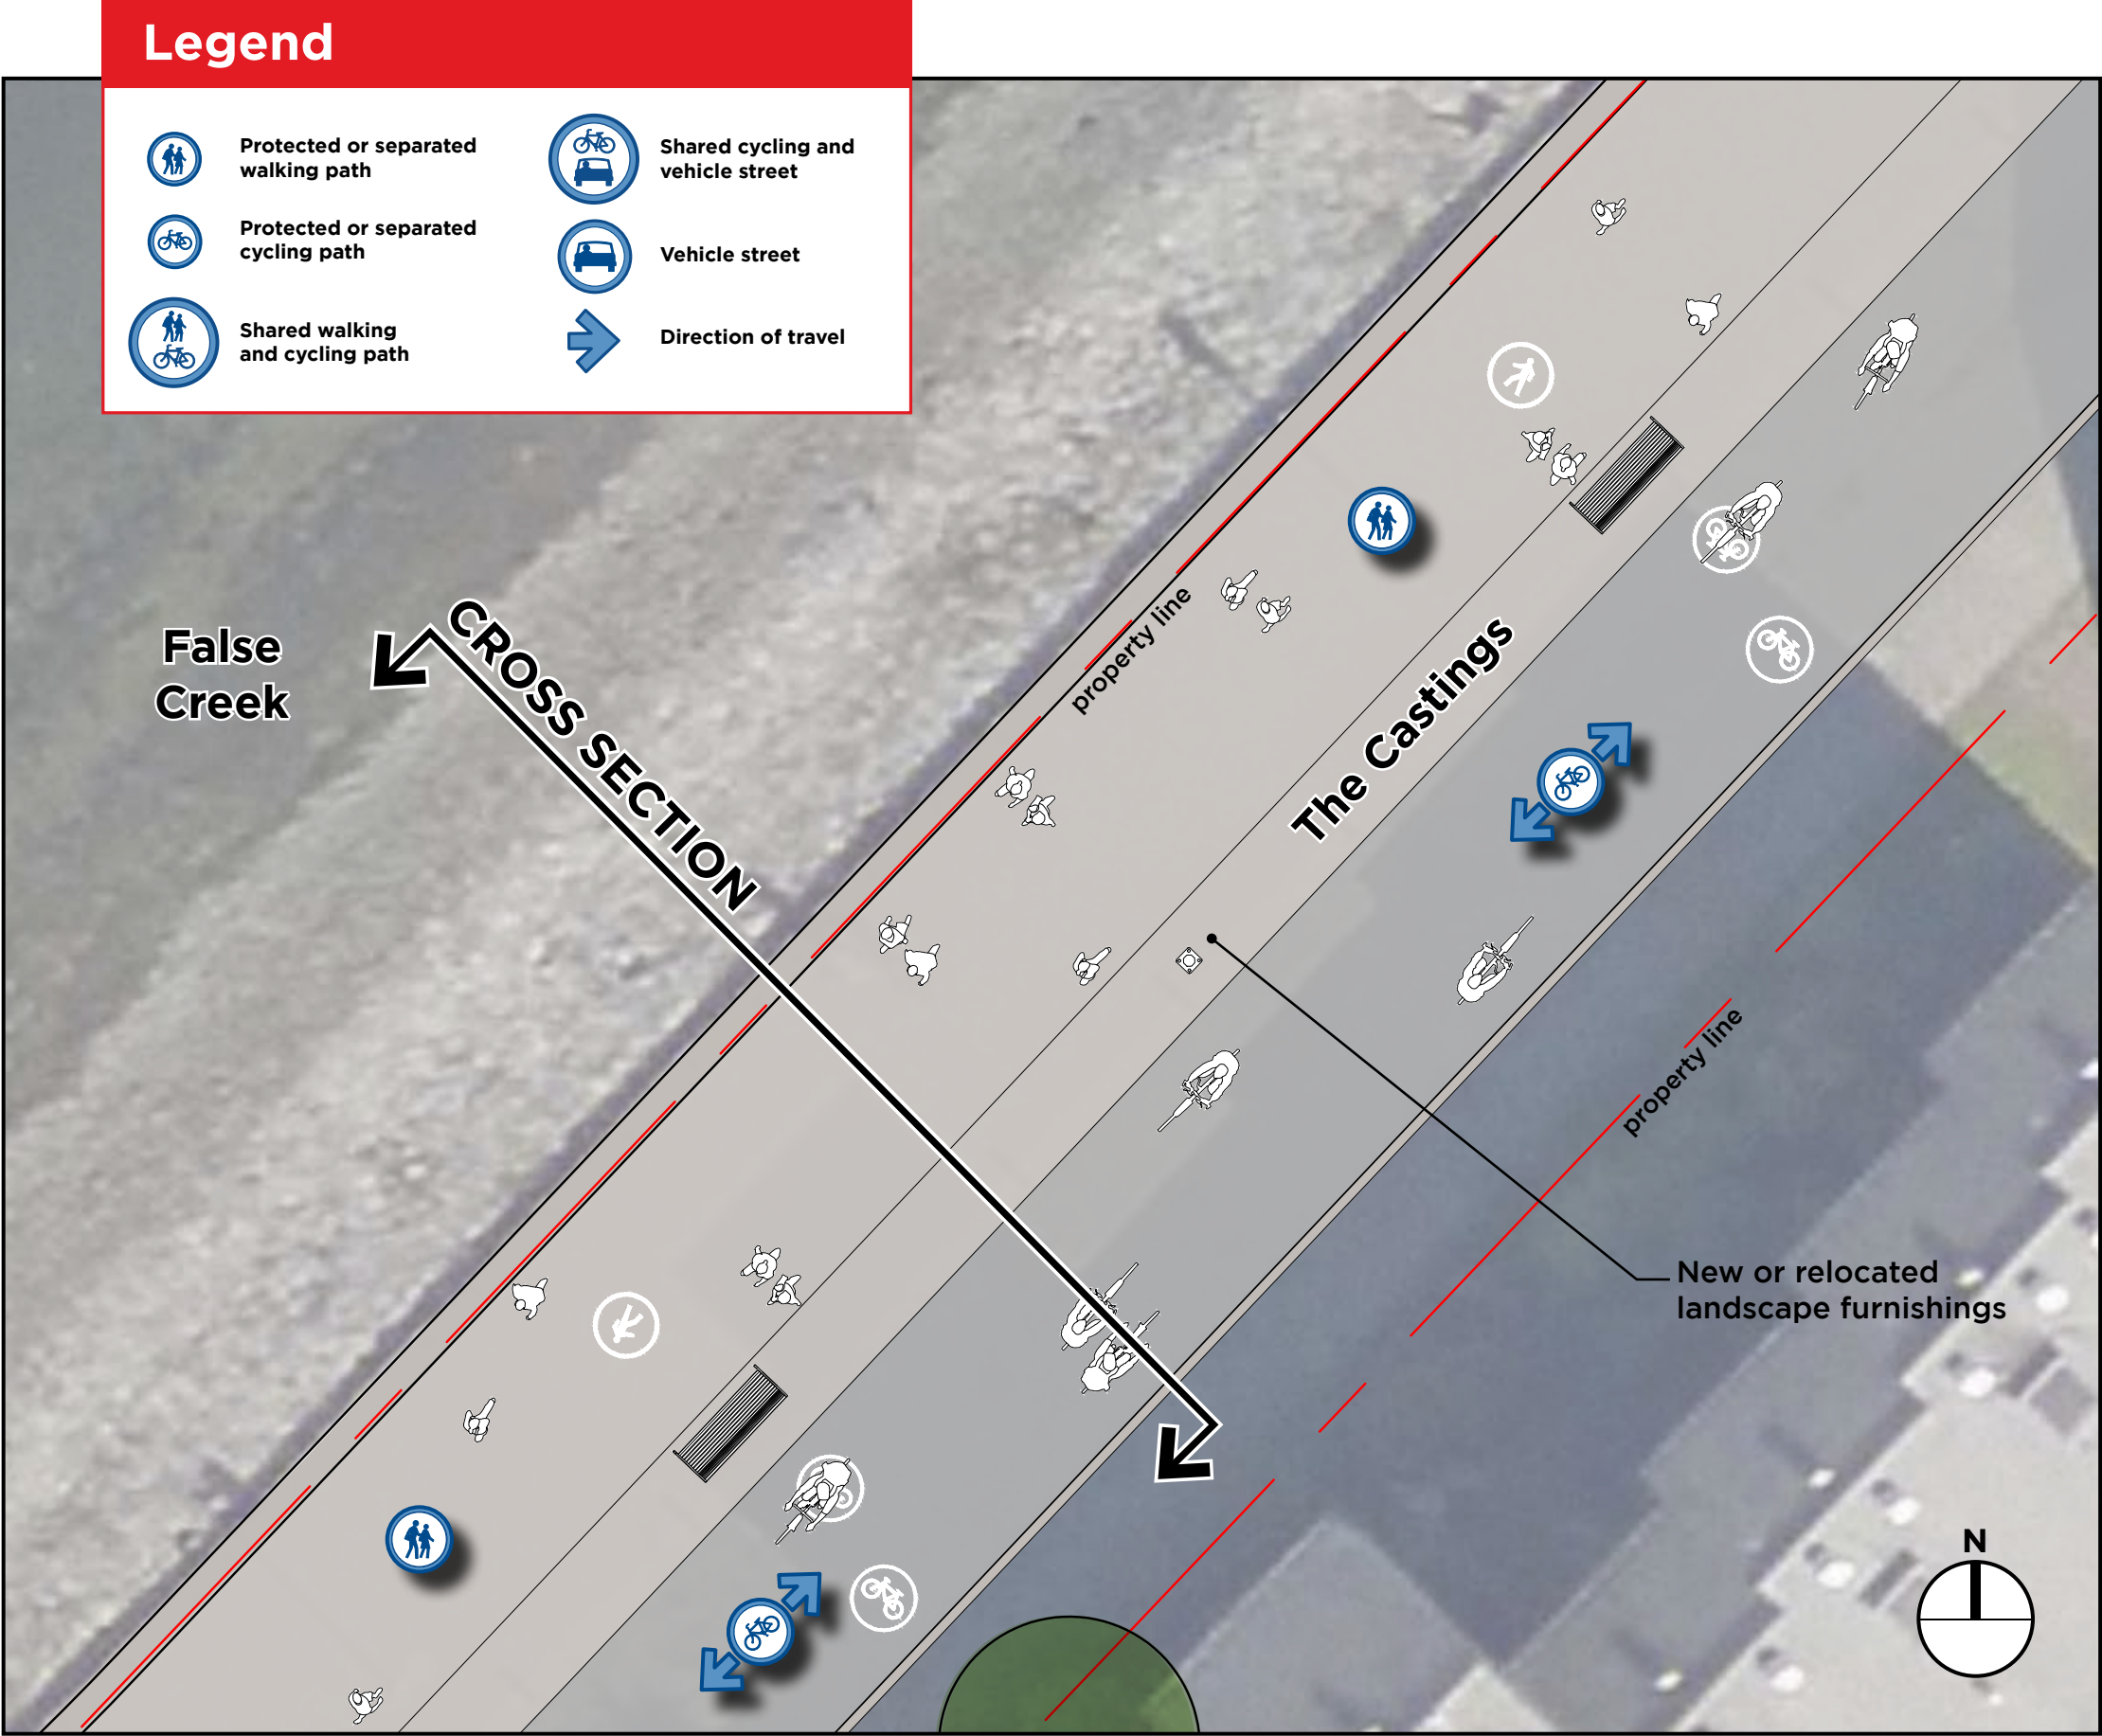 Legend
Protected or separated
walking path
Protected or separated
cycling path
Shared walking
and cycling path
Shared cycling and
vehicle street
Vehicle street
Direction of travel
False
Creek
CROSS SECTION
property line
The Castings
property line
New or relocated
landscape furnishings
N